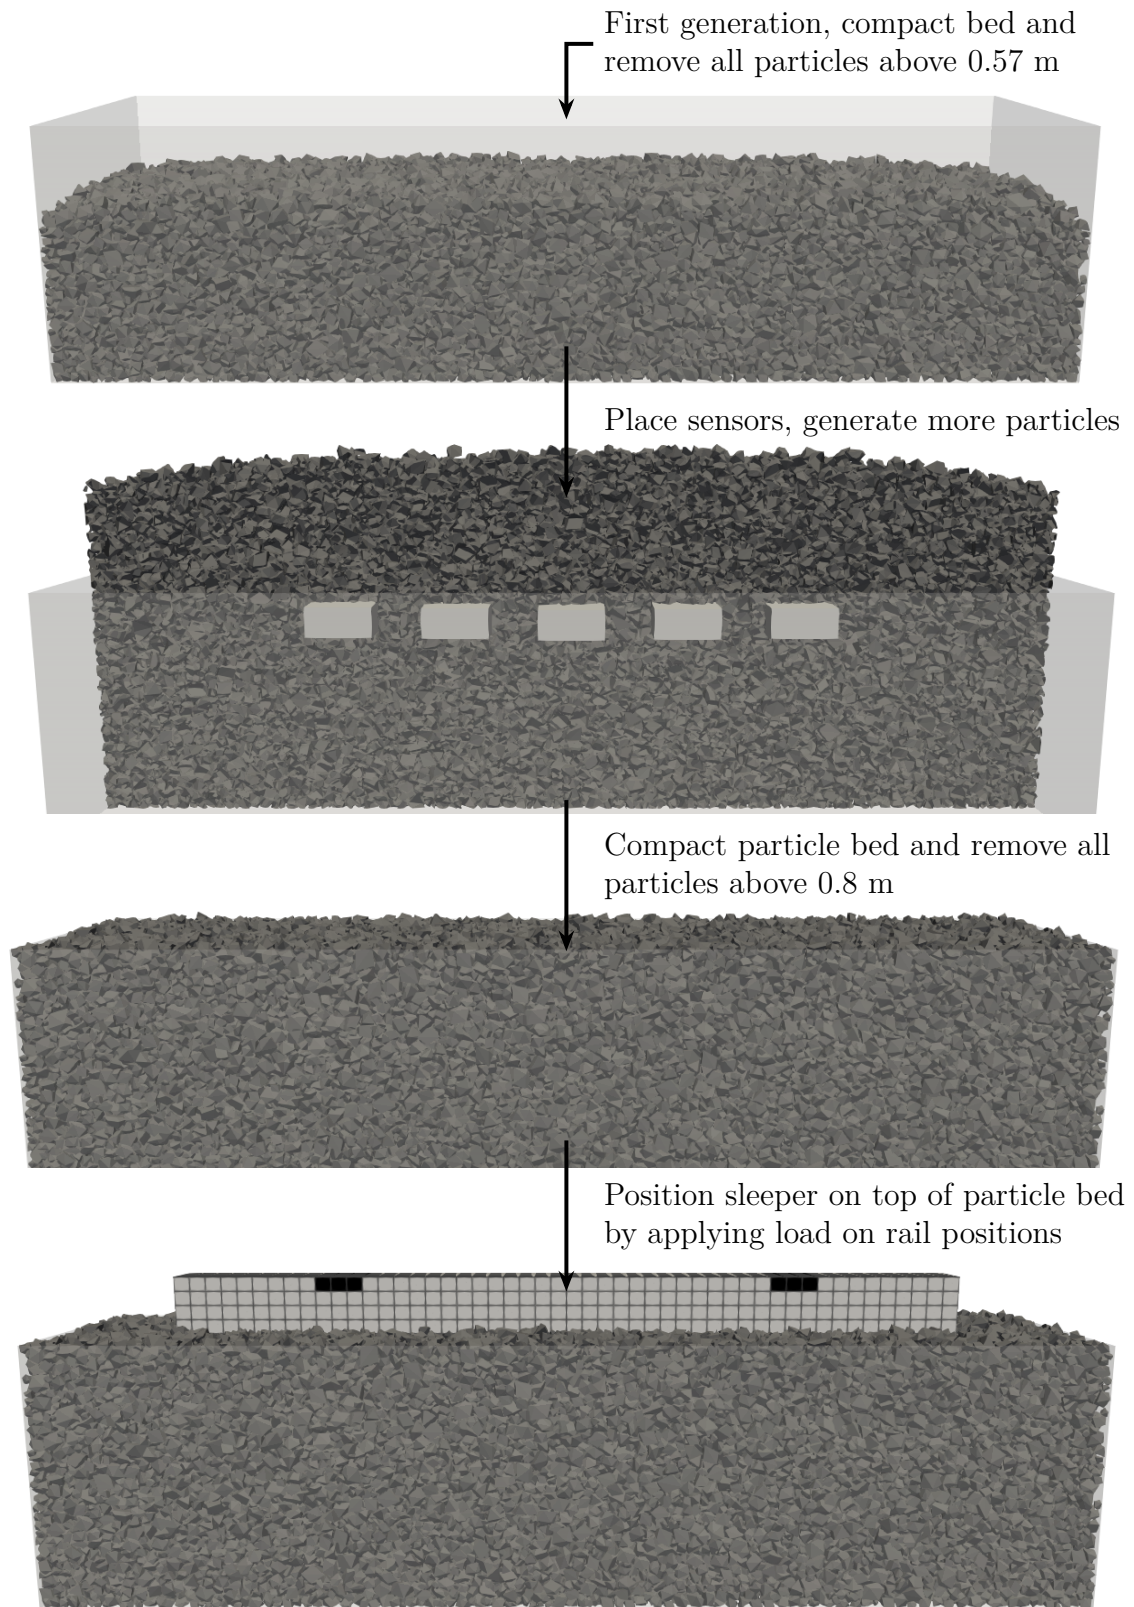 First generation, compact bed and
remove all particles above 0.57 m
Place sensors, generate more particles
Compact particle bed and remove all
particles above 0.8 m
Position sleeper on top of particle bed
by applying load on rail positions